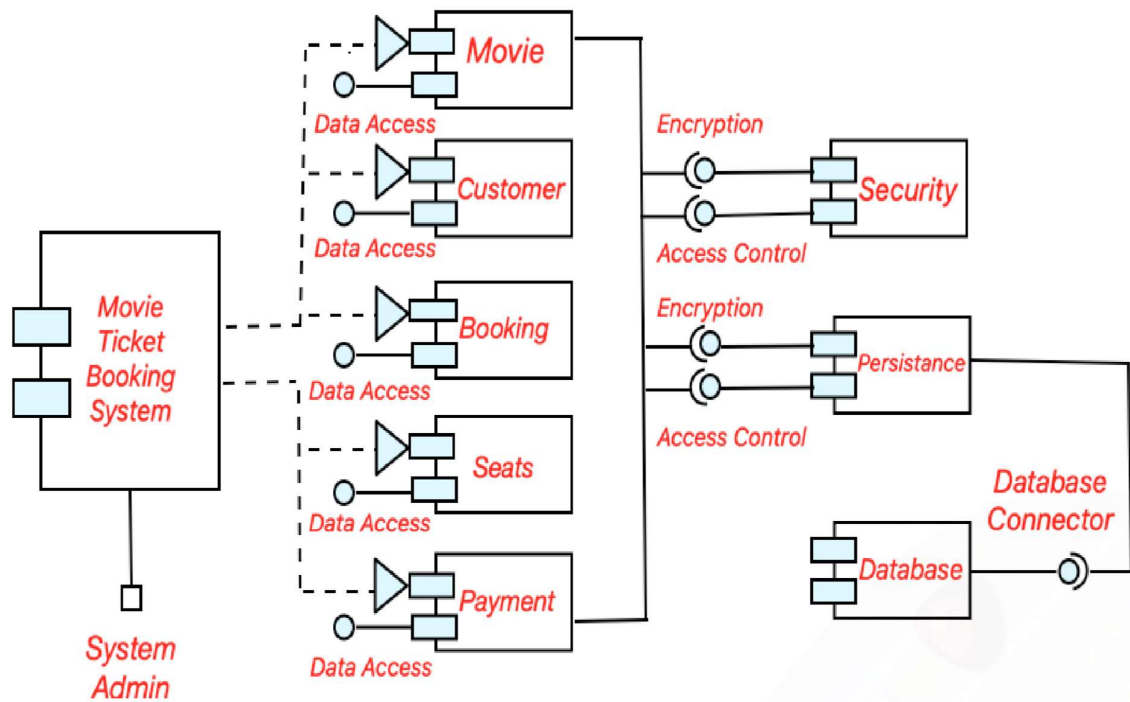 Movie
Data Access
Customer
Data Access
Movie
Ticket
Booking
System
Booking
Data Access
Seats
Data Access
Payment
Data Access
System
Admin
Encryption
Security
Access Control
Encryption
Persistance
Access Control
Database
Connector
Database